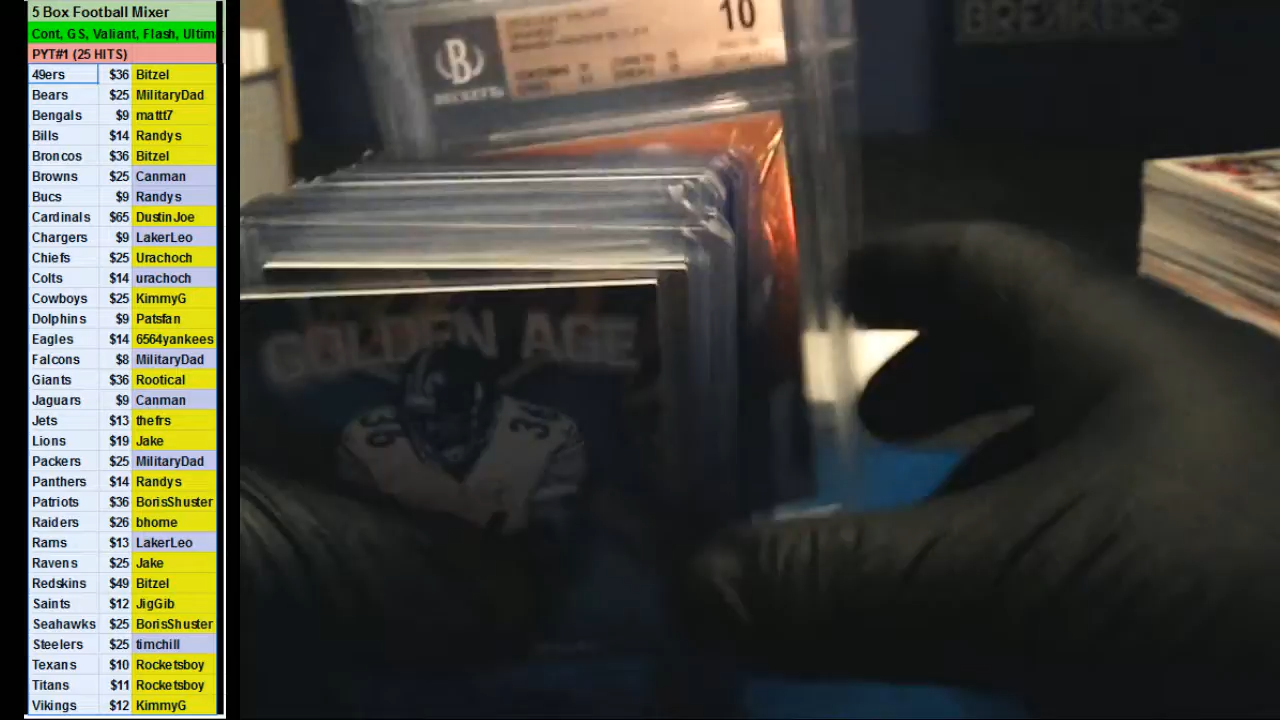 5 Box Football Mixer
Cont, GS, Valiant, Flash, Ultim
PYT#1 (25 HITS)
49ers $36 Bitzel
Bears $25 MilitaryDad
Bengals $9 mattt7
Bills $14 Randys
Broncos $36 Bitzel
Browns $25 Canman
Bucs $9 Randys
Cardinals $65 DustinJoe
Chargers $9 LakerLeo
Chiefs $25 Urachoch
Colts $14 urachoch
Cowboys $25 KimmyG
Dolphins $9 Patsfan
Eagles $14 6564yankees
Falcons $8 MilitaryDad
Giants $36 Rootical
Jaguars $9 Canman
Jets $13 thefrs
Lions $19 Jake
Packers $25 MilitaryDad
Panthers $14 Randys
Patriots $36 BorisShuster
Raiders $26 bhome
Rams $13 LakerLeo
Ravens $25 Jake
Redskins $49 Bitzel
Saints $12 JigGib
Seahawks $25 BorisShuster
Steelers $25 timchill
Texans $10 Rocketsboy
Titans $11 Rocketsboy
Vikings $12 KimmyG
BREAKERS
10
B
BECKETT
GOLDEN AGE
36